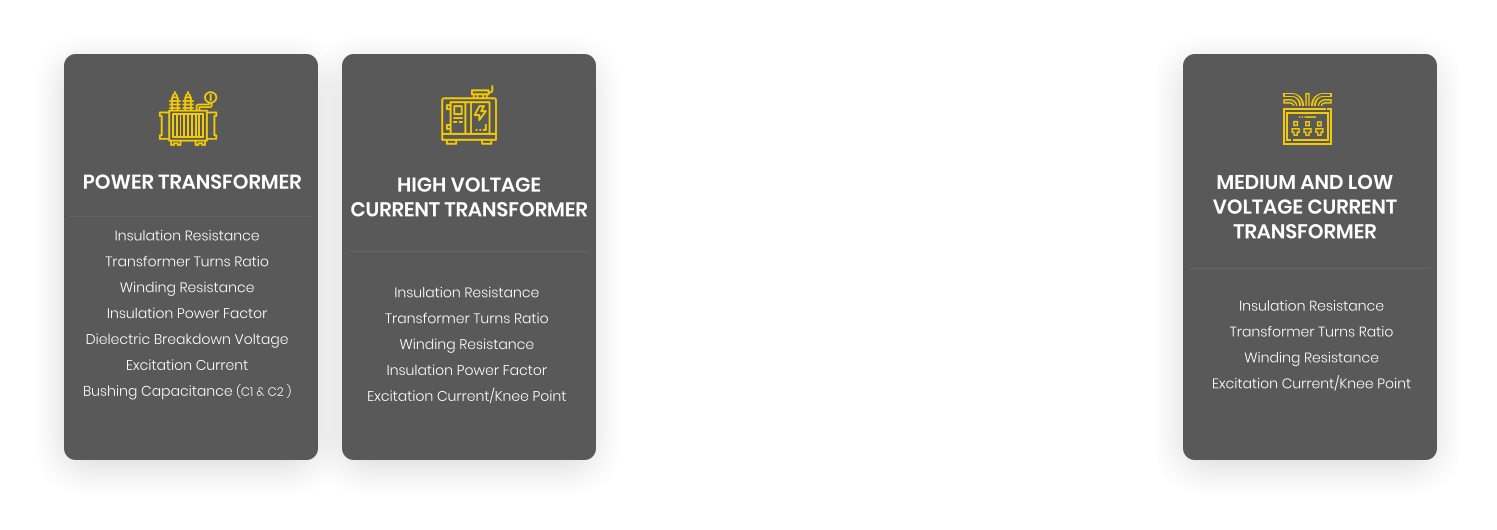 POWER TRANSFORMER
Insulation Resistance
Transformer Turns Ratio
Winding Resistance
Insulation Power Factor
Dielectric Breakdown Voltage
Excitation Current
Bushing Capacitance (C1 & C2 )
HIGH VOLTAGE
CURRENT TRANSFORMER
Insulation Resistance
Transformer Turns Ratio
Winding Resistance
Insulation Power Factor
Excitation Current/Knee Point
MEDIUM AND LOW
VOLTAGE CURRENT
TRANSFORMER
Insulation Resistance
Transformer Turns Ratio
Winding Resistance
Excitation Current/Knee Point